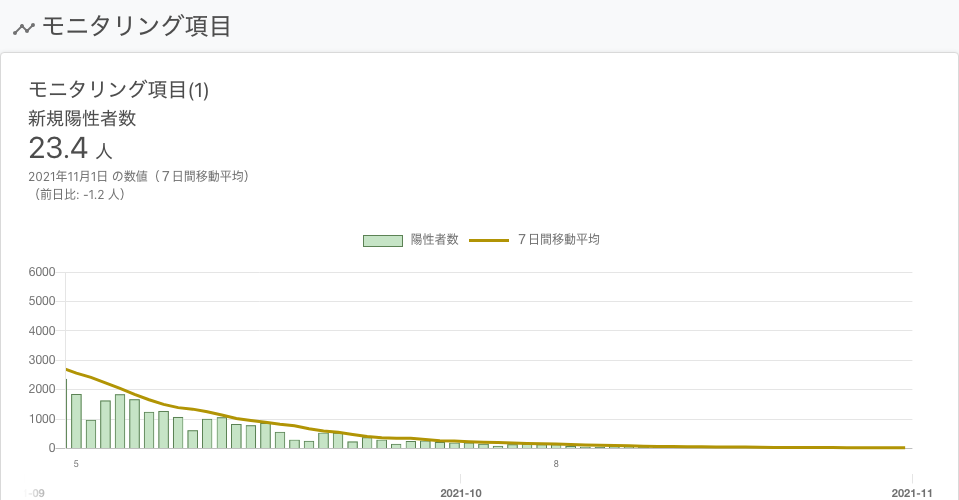 モニタリング項目
モニタリング項目(1)
新規陽性者数
23.4 人
2021年11月1日 の数値（７日間移動平均）
（前日比: -1.2 人）
陽性者数 ７日間移動平均
6000
5000
4000
3000
2000
1000
0
5 8
-09 2021-10 2021-11